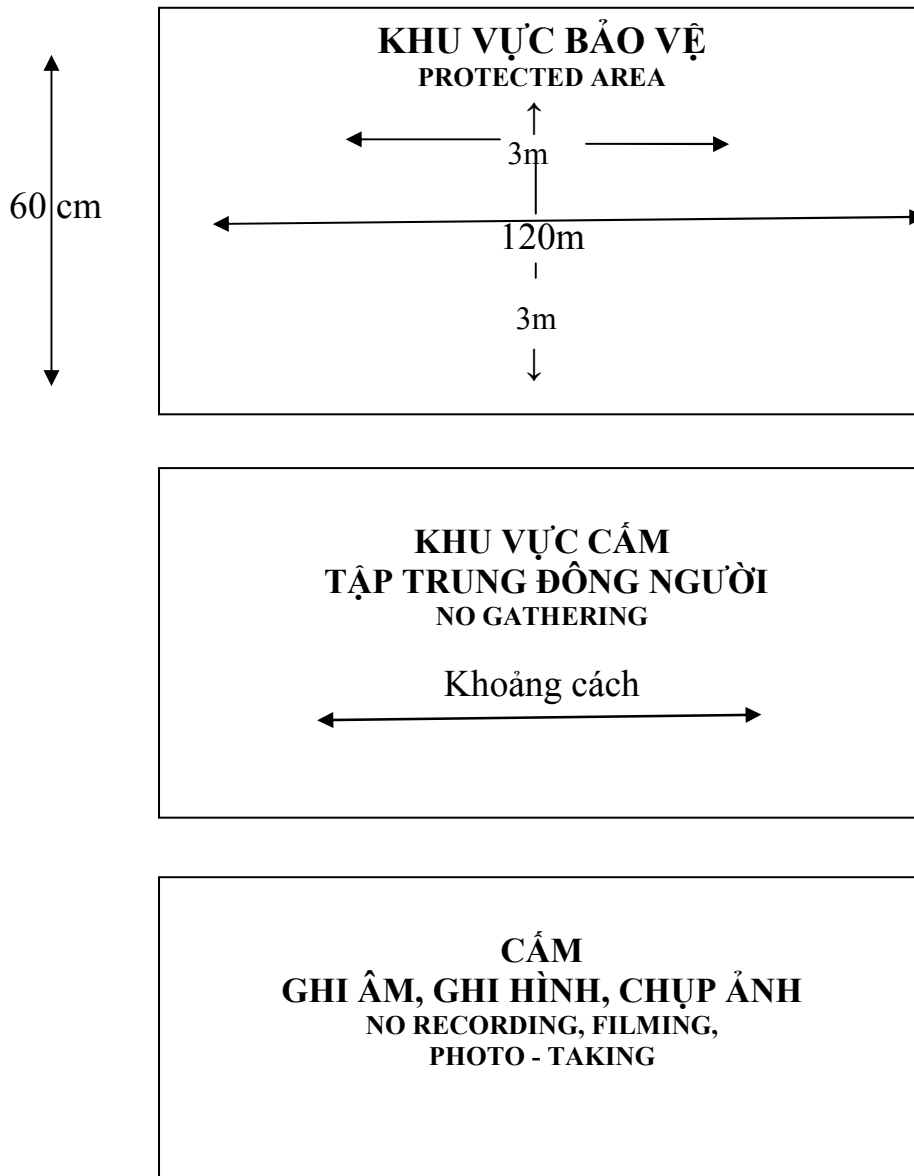 KHU VỰC BẢO VỆ
PROTECTED AREA
3m
60 cm
120m
3m
KHU VỰC CẤM
TẬP TRUNG ĐÔNG NGƯỜI
NO GATHERING
Khoảng cách
CẤM
GHI ÂM, GHI HÌNH, CHỤP ẢNH
NO RECORDING, FILMING,
PHOTO - TAKING